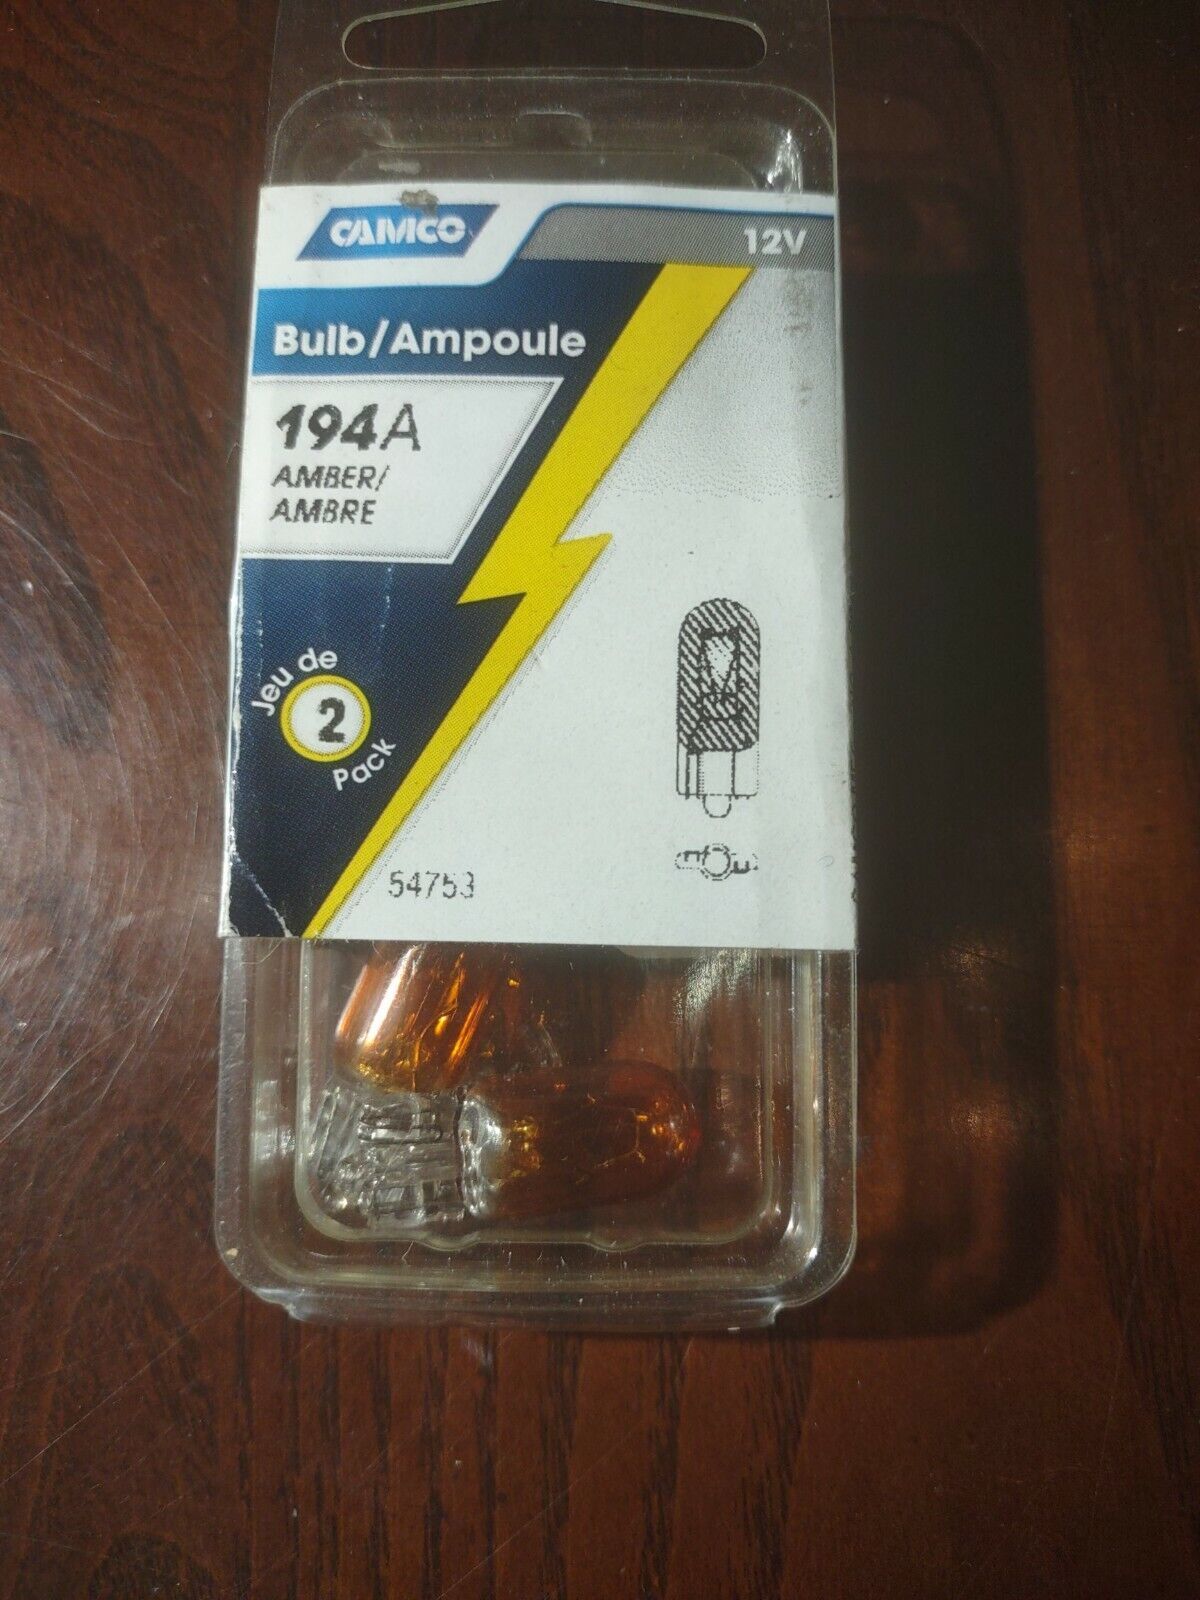 CAMCO
12V
Bulb/Ampoule
194A
AMBER/
AMBRE
Jeu de
2
Pack
54753